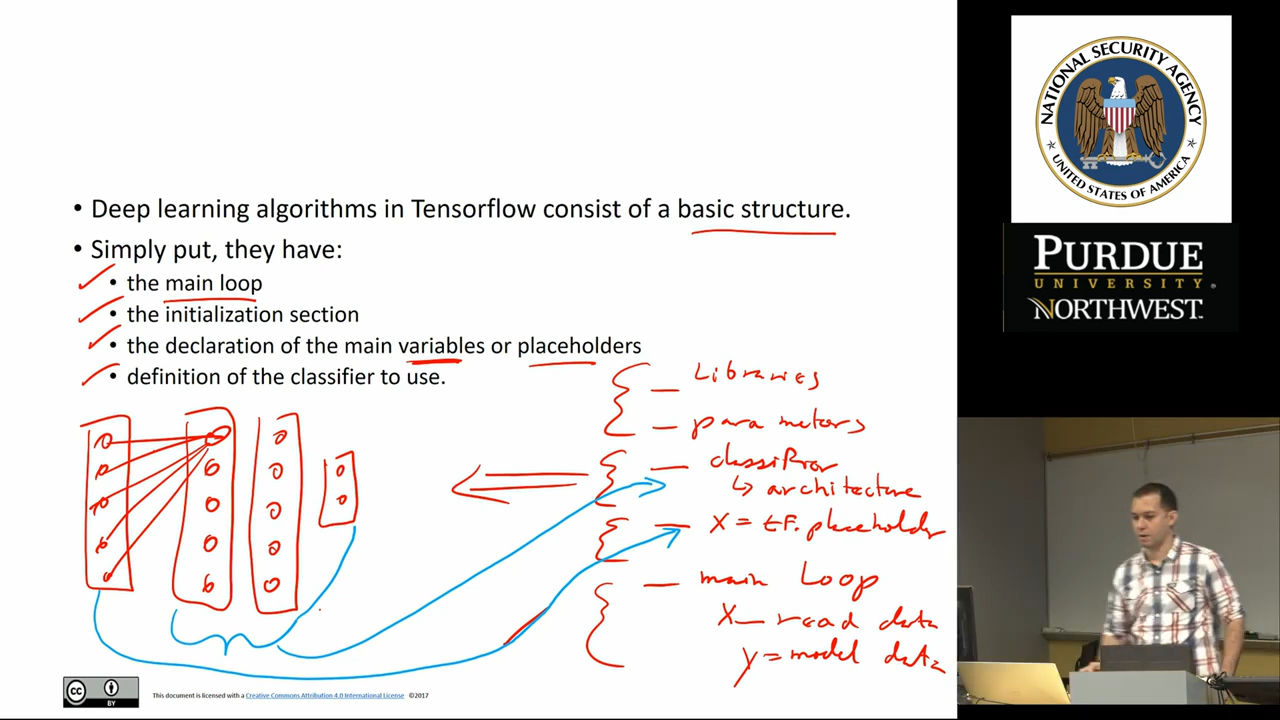 • Deep learning algorithms in Tensorflow consist of a basic structure.
• Simply put, they have:
• the main loop
• the initialization section
• the declaration of the main variables or placeholders
• definition of the classifier to use.
Libraries
parameters
classifier
↳ architecture
X = tf.placeholder
main Loop
X – read data
y = model data
cc
BY
This document is licensed with a Creative Commons Attribution 4.0 International License ©2017
NATIONAL SECURITY AGENCY
UNITED STATES OF AMERICA
PURDUE
UNIVERSITY
NORTHWEST